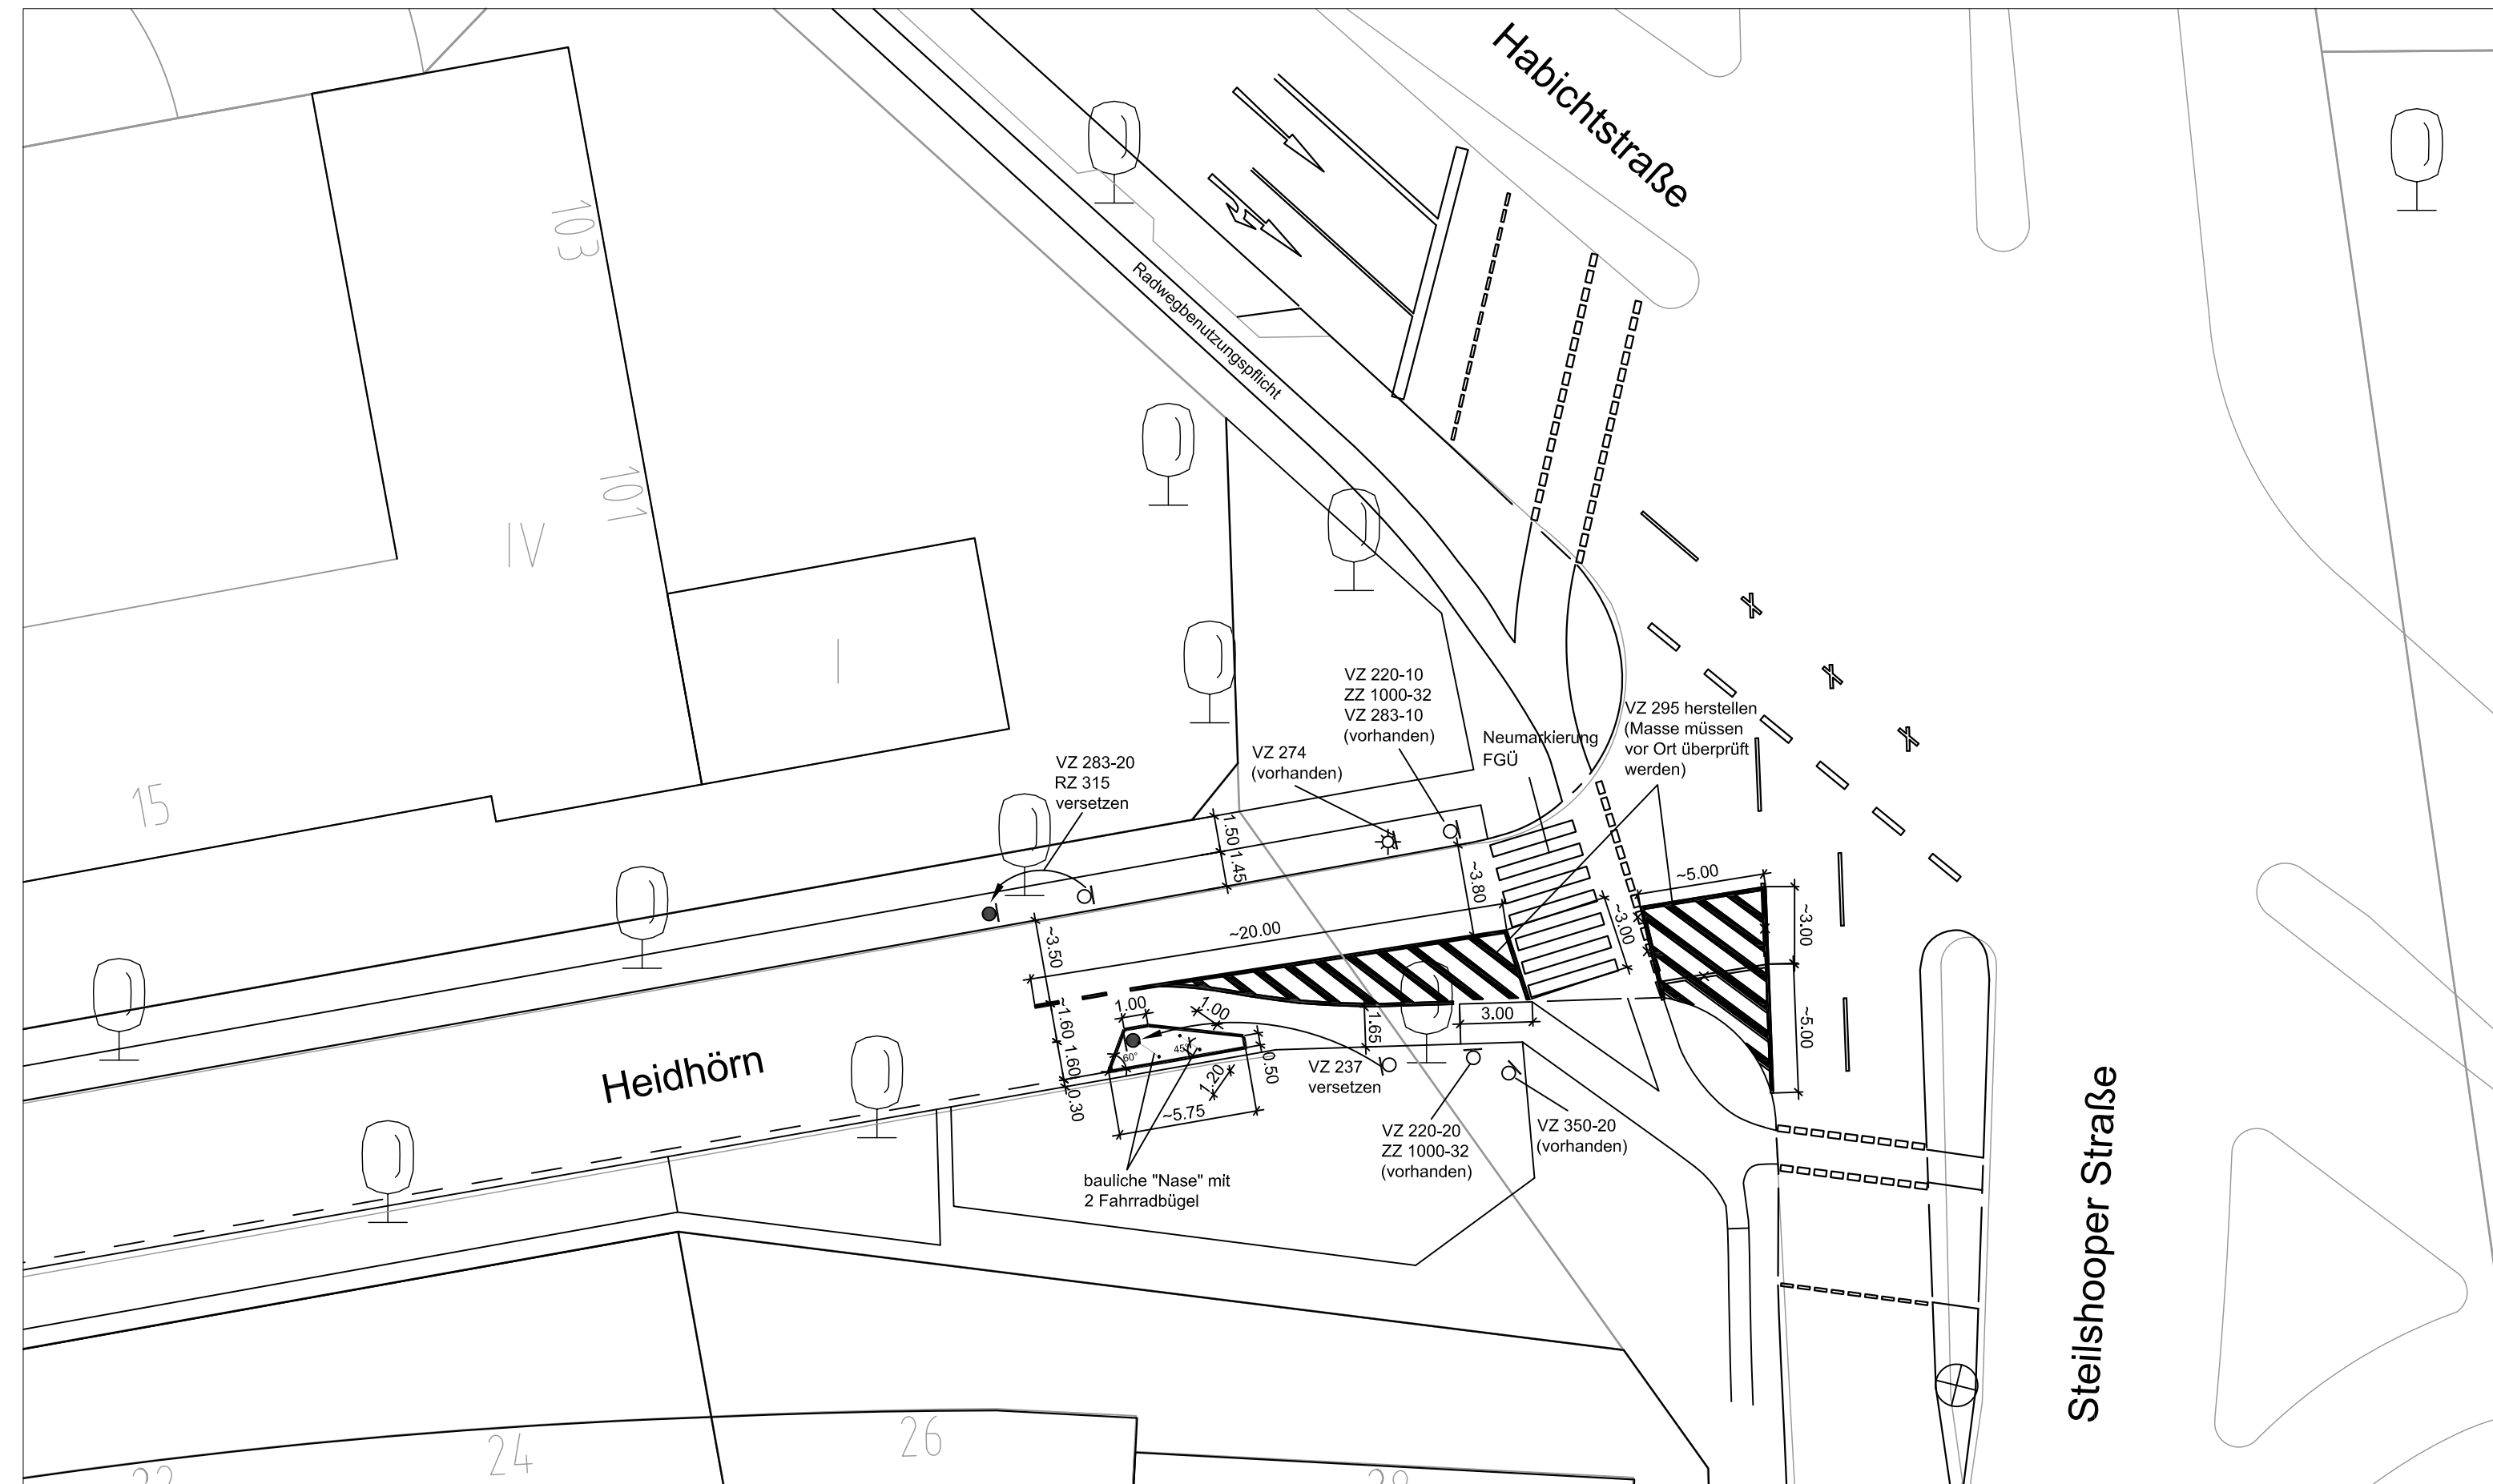 Habichtstraße
103
Radwegbenutzungspflicht
101
IV
I
15
VZ 220-10
ZZ 1000-32
VZ 283-10
(vorhanden)
VZ 295 herstellen
(Masse müssen
vor Ort überprüft
werden)
Neumarkierung
FGÜ
VZ 274
(vorhanden)
VZ 283-20
RZ 315
versetzen
1.50
1.45
~3.80
~5.00
~3.00
~3.00
~20.00
~3.50
1.00
1.00
~1.60
1.60
0.30
60°
45°
1.20
0.50
~5.75
1.65
3.00
~5.00
Heidhörn
VZ 237
versetzen
VZ 220-20
ZZ 1000-32
(vorhanden)
VZ 350-20
(vorhanden)
bauliche "Nase" mit
2 Fahrradbügel
Steilshooper Straße
24
26